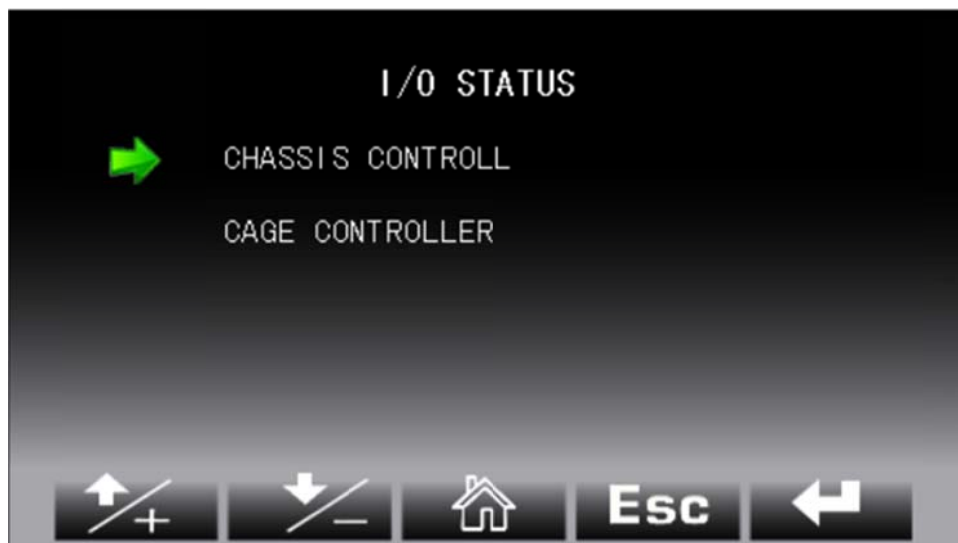 I/O STATUS
CHASSIS CONTROLL
CAGE CONTROLLER
+ - Esc